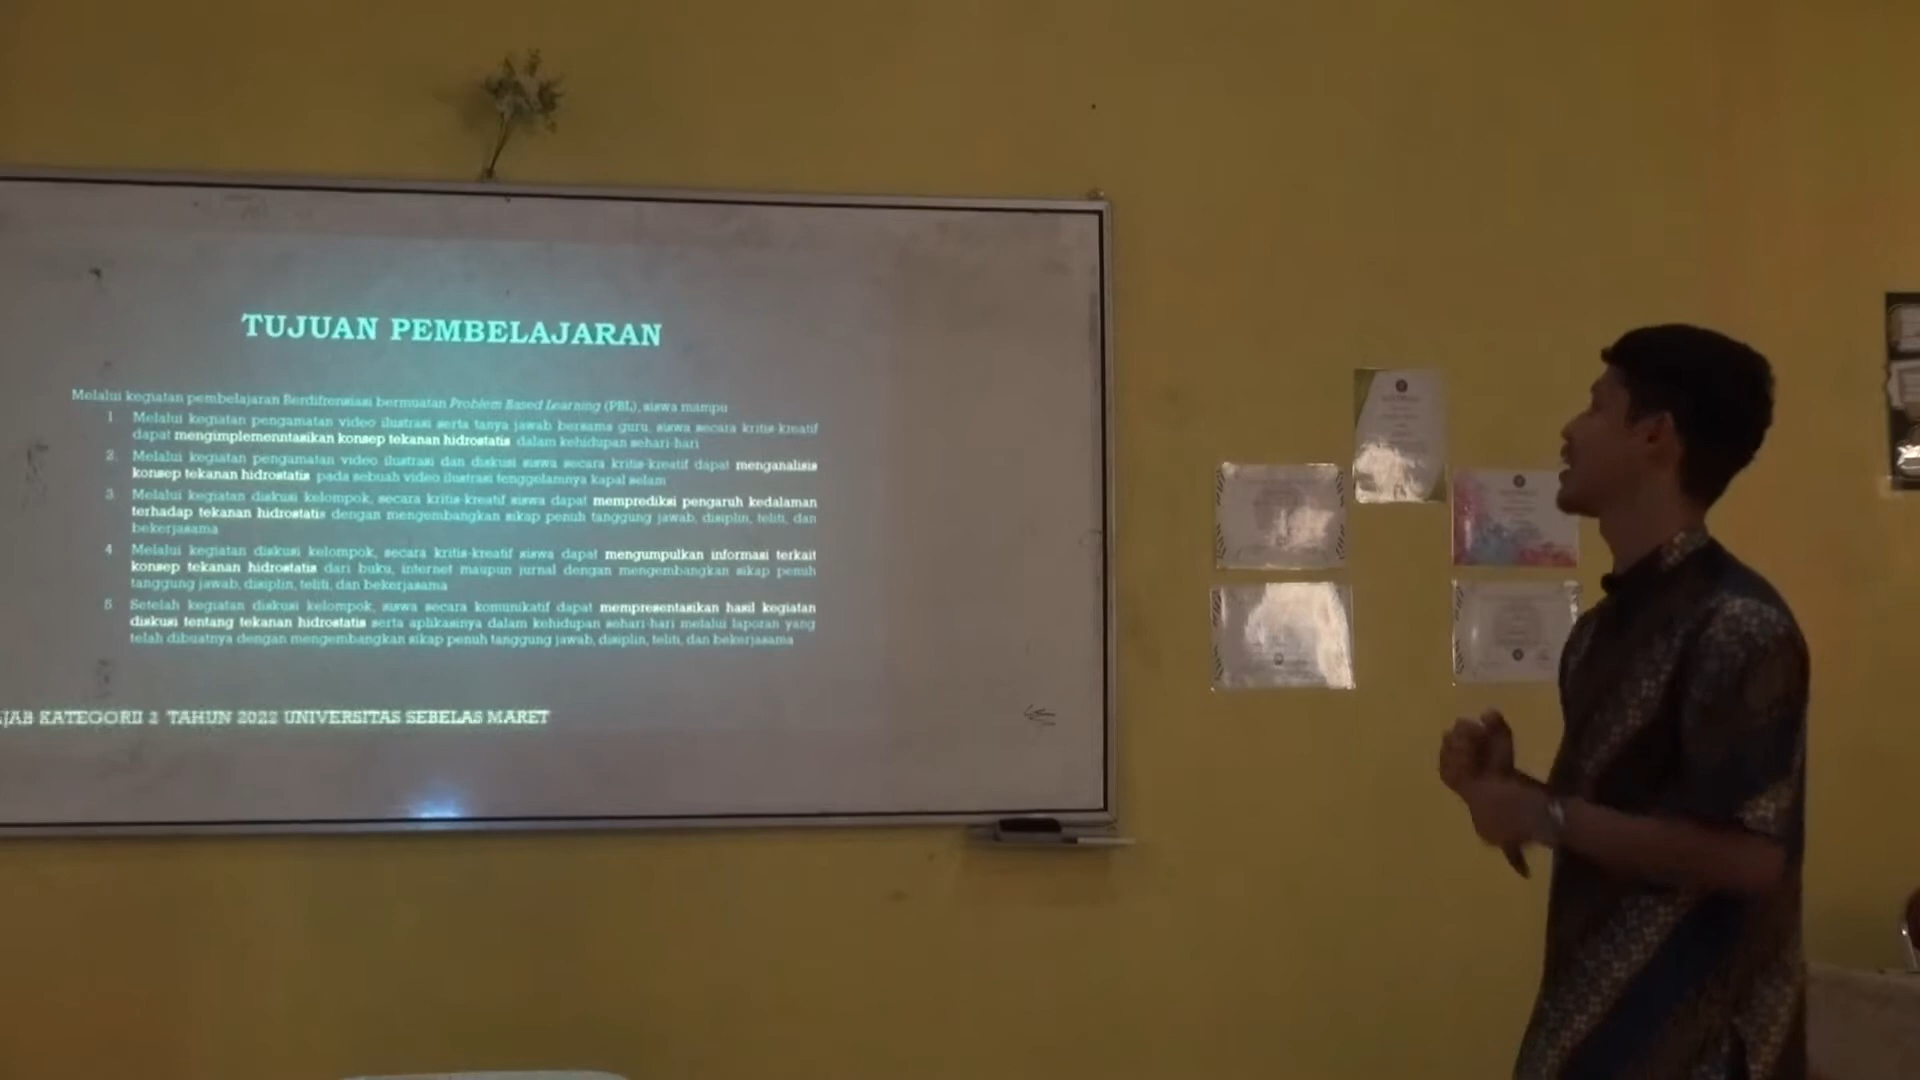 TUJUAN PEMBELAJARAN
Melalui kegiatan pembelajaran Berdifrensiasi bermuatan Problem Based Learning (PBL), siswa mampu
1. Melalui kegiatan pengamatan video ilustrasi serta tanya jawab bersama guru, siswa secara kritis-kreatif
dapat mengimplemenntasikan konsep tekanan hidrostatis dalam kehidupan sehari-hari
2. Melalui kegiatan pengamatan video ilustrasi dan diskusi siswa secara kritis-kreatif dapat menganalisis
konsep tekanan hidrostatis pada sebuah video ilustrasi tenggelamnya kapal selam
3. Melalui kegiatan diskusi kelompok, secara kritis-kreatif siswa dapat memprediksi pengaruh kedalaman
terhadap tekanan hidrostatis dengan mengembangkan sikap penuh tanggung jawab, disiplin, teliti, dan
bekerjasama
4. Melalui kegiatan diskusi kelompok, secara kritis-kreatif siswa dapat mengumpulkan informasi terkait
konsep tekanan hidrostatis dari buku, internet maupun jurnal dengan mengembangkan sikap penuh
tanggung jawab, disiplin, teliti, dan bekerjasama
5. Setelah kegiatan diskusi kelompok, siswa secara komunikatif dapat mempresentasikan hasil kegiatan
diskusi tentang tekanan hidrostatis serta aplikasinya dalam kehidupan sehari-hari melalui laporan yang
telah dibuatnya dengan mengembangkan sikap penuh tanggung jawab, disiplin, teliti, dan bekerjasama
JAB KATEGORI 2 TAHUN 2022 UNIVERSITAS SEBELAS MARET